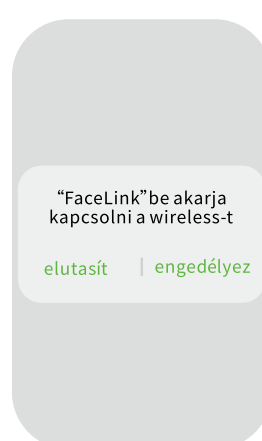 “FaceLink”be akarja
kapcsolni a wireless-t
elutasít | engedélyez